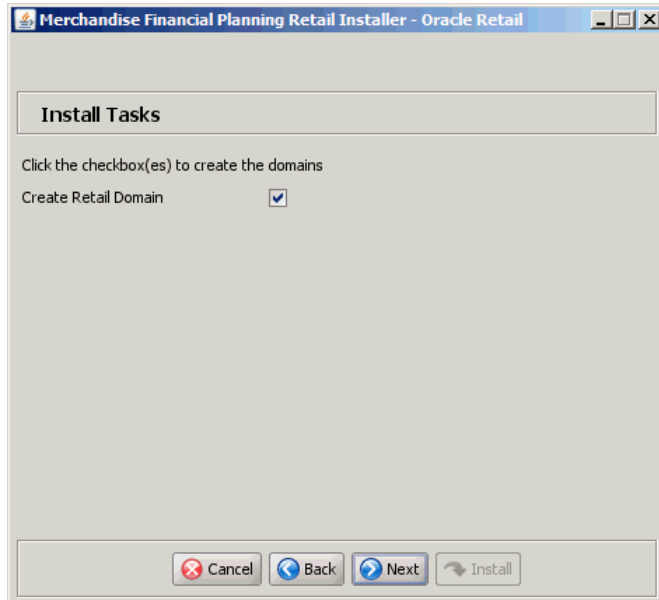 Merchandise Financial Planning Retail Installer - Oracle Retail
Install Tasks
Click the checkbox(es) to create the domains
Create Retail Domain
Cancel Back Next Install